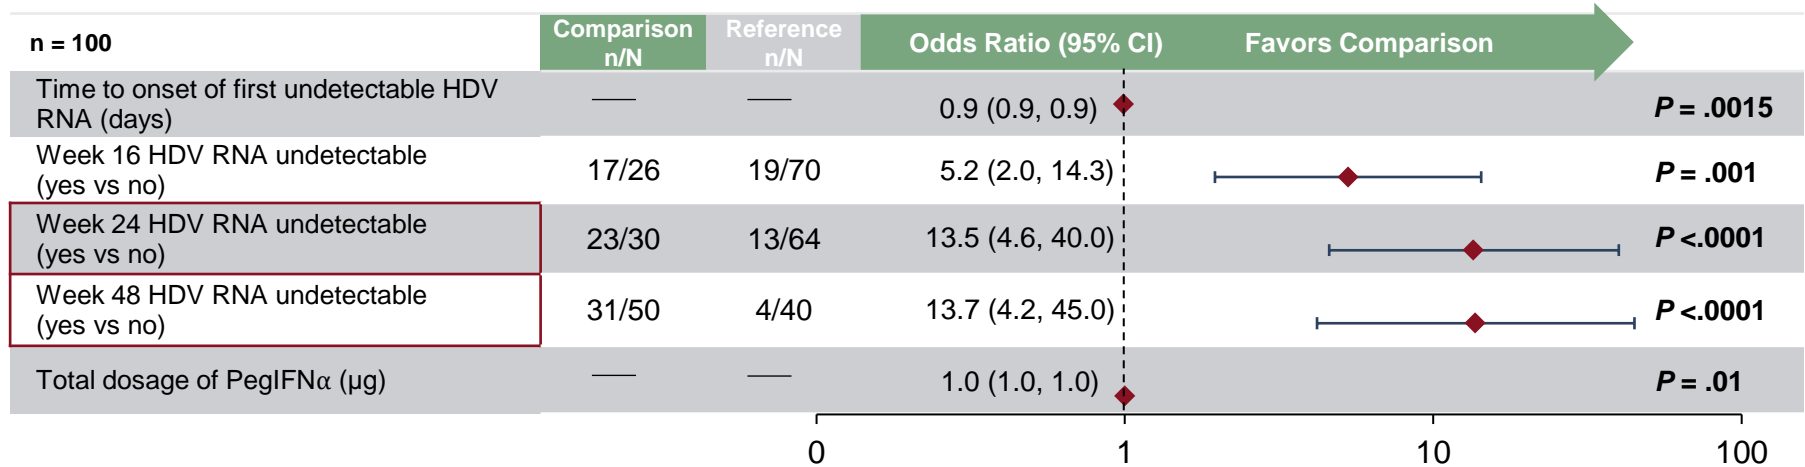 n = 100
Comparison n/N
Reference n/N
Odds Ratio (95% CI)
Favors Comparison
Time to onset of first undetectable HDV
RNA (days)
—
—
0.9 (0.9, 0.9)
P = .0015
Week 16 HDV RNA undetectable
(yes vs no)
17/26
19/70
5.2 (2.0, 14.3)
P = .001
Week 24 HDV RNA undetectable
(yes vs no)
23/30
13/64
13.5 (4.6, 40.0)
P <.0001
Week 48 HDV RNA undetectable
(yes vs no)
31/50
4/40
13.7 (4.2, 45.0)
P <.0001
Total dosage of PegIFNα (µg)
—
—
1.0 (1.0, 1.0)
P = .01
0 1 10 100